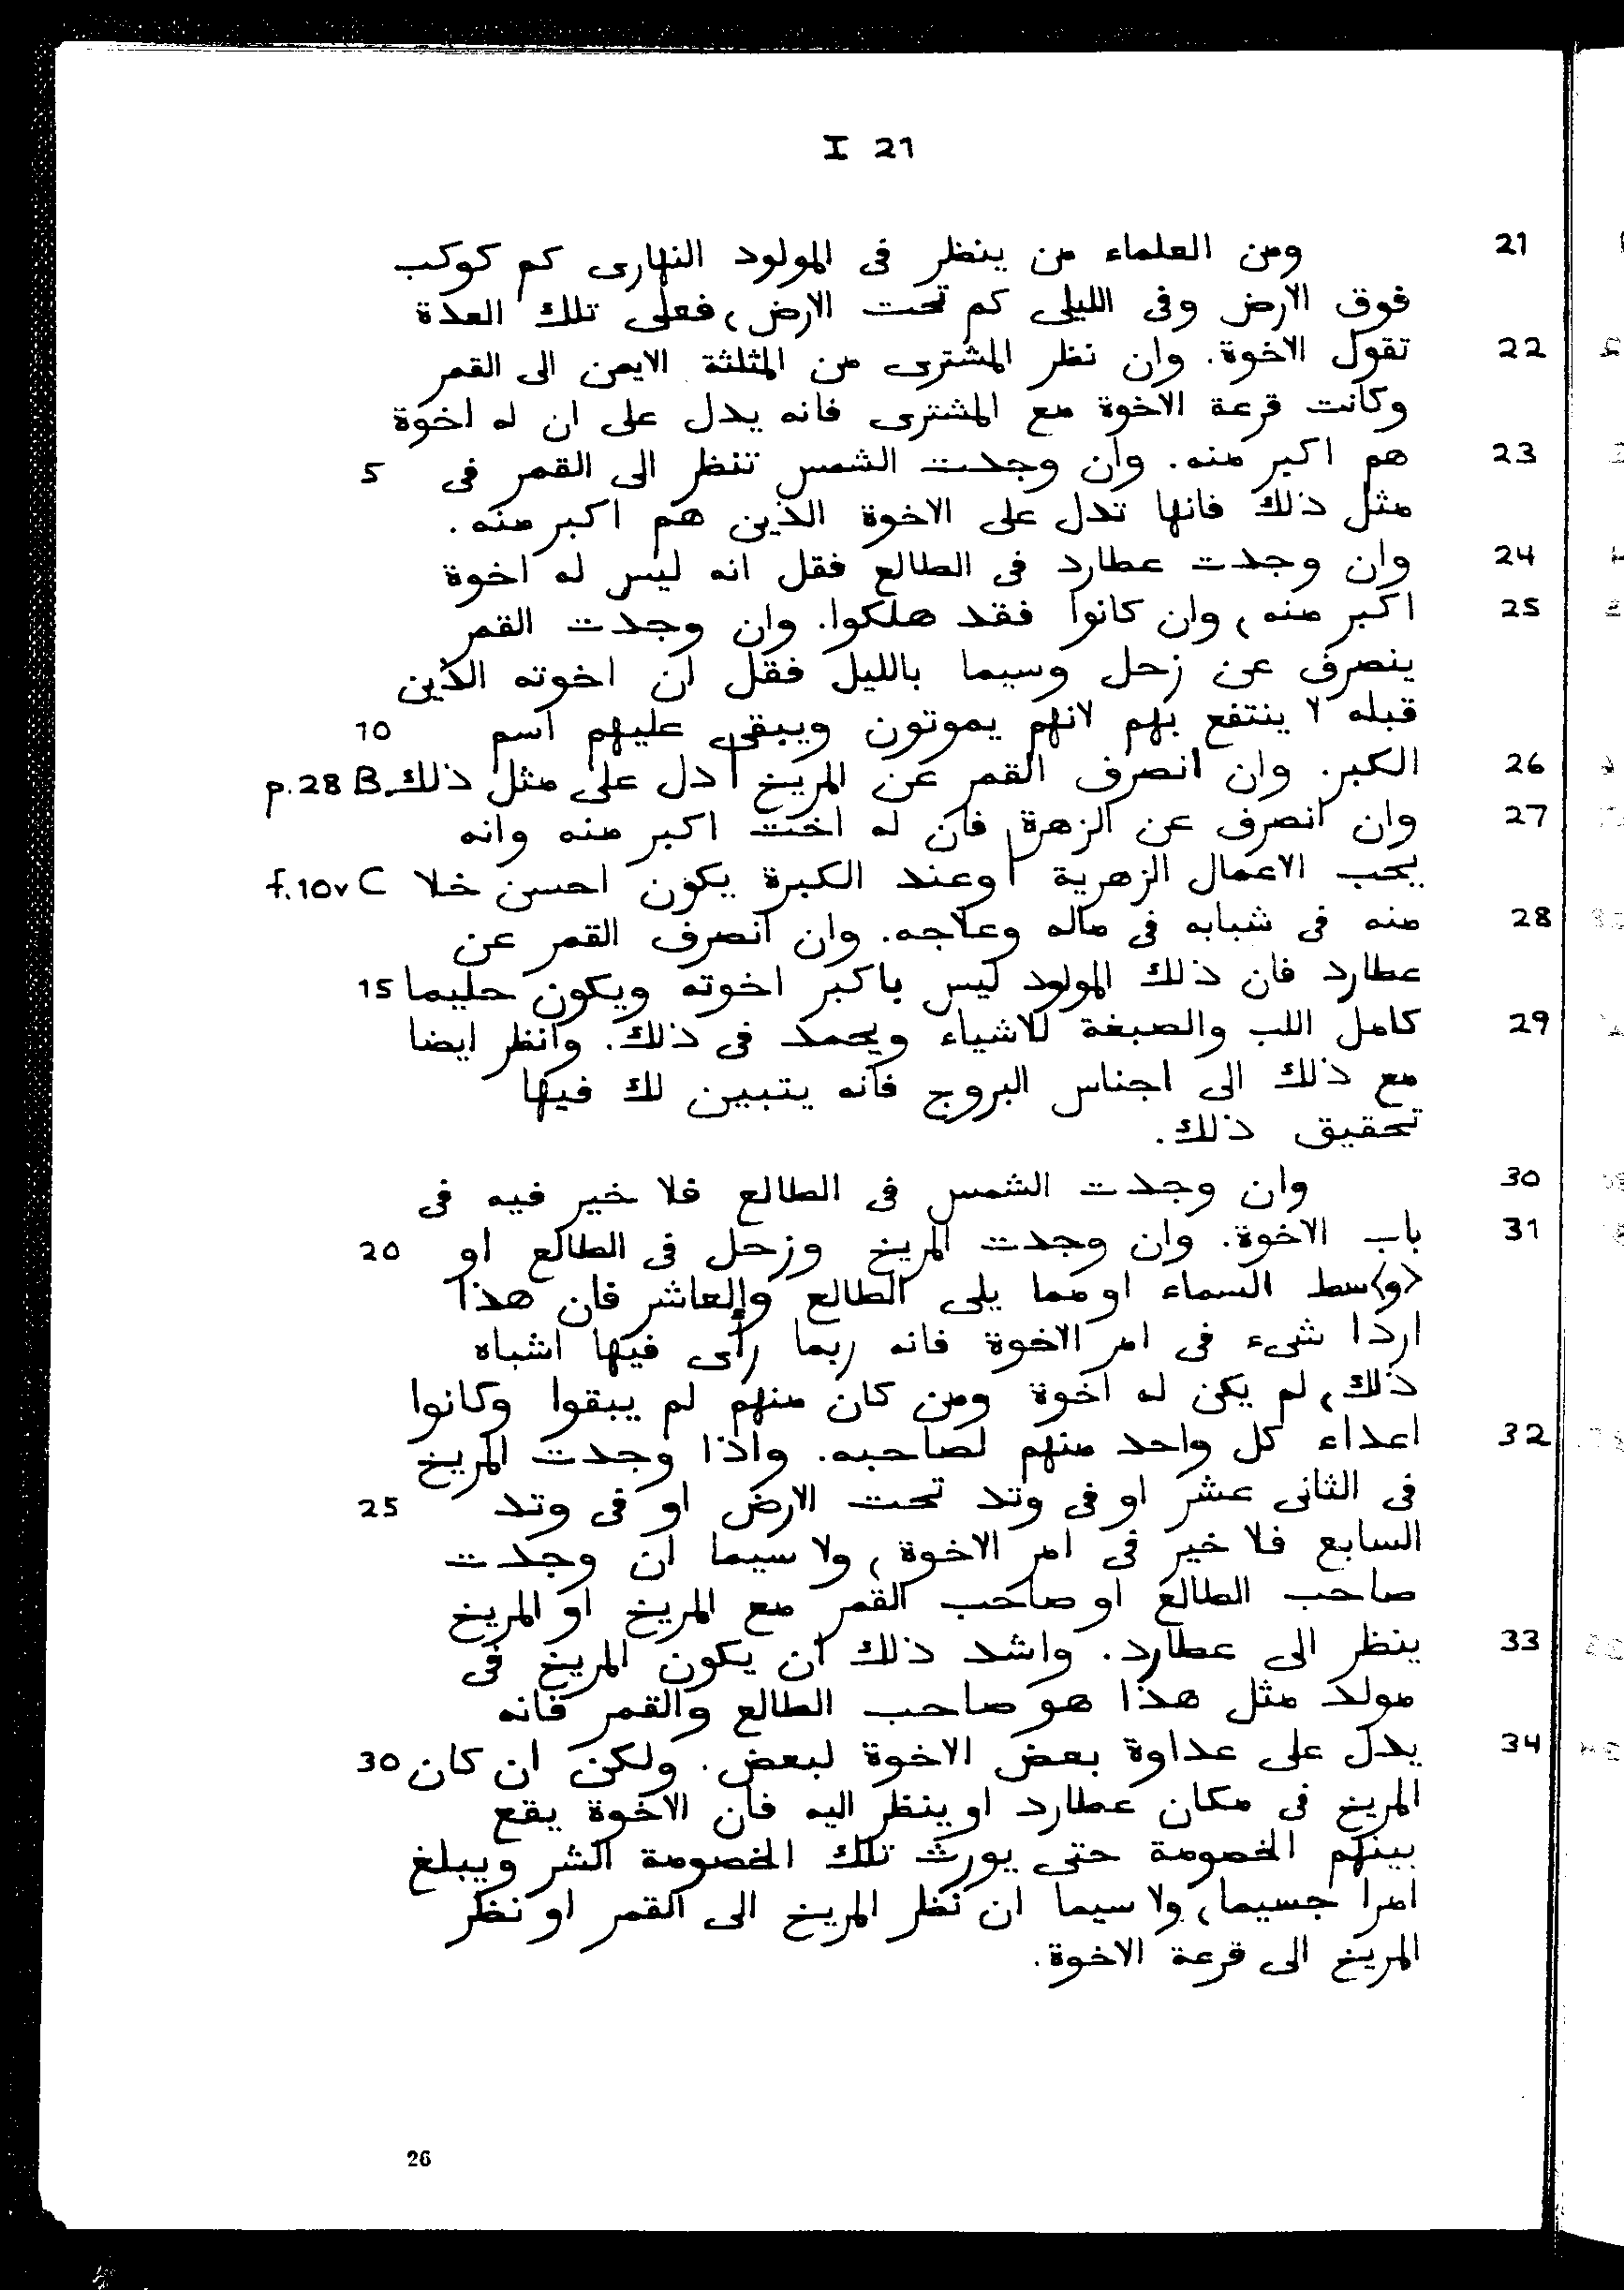 I 21
21 ومن العلماء من ينظر فى المولود النهارى كم كوكب
فوق الارض وفى الليلى كم تحت الارض، فعلى تلك العدة
22 تقول الاخوة. وان نظر المشترى من المثلثة الايمن الى القمر
وكانت قرعة الاخوة مع المشترى فانه يدل على ان له اخوة
23 هم اكبر منه. وان وجدت الشمس تنظر الى القمر فى 5
مثل ذلك فانها تدل على الاخوة الذين هم اكبر منه.
24 وان وجدت عطارد فى الطالع فقل انه ليس له اخوة
25 اكبر منه، وان كانوا فقد هلكوا. وان وجدت القمر
ينصرف عن زحل وسيما بالليل فقل ان اخوته الذين
قبله لا ينتفع بهم لانهم يموتون ويبقى عليهم اسم 10
26 الكبر. وان انصرف القمر عن المريخ | دل على مثل ذلك. p.28 B
27 وان انصرف عن الزهرة فان له اخت اكبر منه وانه
يحب الاعمال الزهرية | وعند الكبرة يكون احسن خلا f.10v C
28 منه فى شبابه فى ماله وعلاجه. وان انصرف القمر عن
عطارد فان ذلك المولود ليس باكبر اخوته ويكون حليما 15
29 كامل اللب والصبغة للاشياء ويحمد فى ذلك. وانظر ايضا
مع ذلك الى اجناس البروج فانه يتبين لك فيها
تحقيق ذلك.
30 وان وجدت الشمس فى الطالع فلا خير فيه فى
31 باب الاخوة. وان وجدت المريخ وزحل فى الطالع او 20
<و>سط السماء او مما يلى الطالع والعاشر فان هذا
اردا شىء فى امر الاخوة فانه ربما رأى فيها اشباه
ذلك، لم يكن له اخوة ومن كان منهم لم يبقوا وكانوا
32 اعداء كل واحد منهم لصاحبه. واذا وجدت المريخ
فى الثانى عشر او فى وتد تحت الارض او فى وتد 25
السابع فلا خير فى امر الاخوة، ولا سيما ان وجدت
صاحب الطالع او صاحب القمر مع المريخ او المريخ
33 ينظر الى عطارد. واشد ذلك ان يكون المريخ فى
مولد مثل هذا هو صاحب الطالع والقمر فانه
34 يدل على عداوة بعض الاخوة لبعض. ولكن ان كان 30
المريخ فى مكان عطارد او ينظر اليه فان الاخوة يقع
بينهم الخصومة حتى يورث تلك الخصومة الشر ويبلغ
امرا جسيما، ولا سيما ان نظر المريخ الى القمر او نظر
المريخ الى قرعة الاخوة.
26